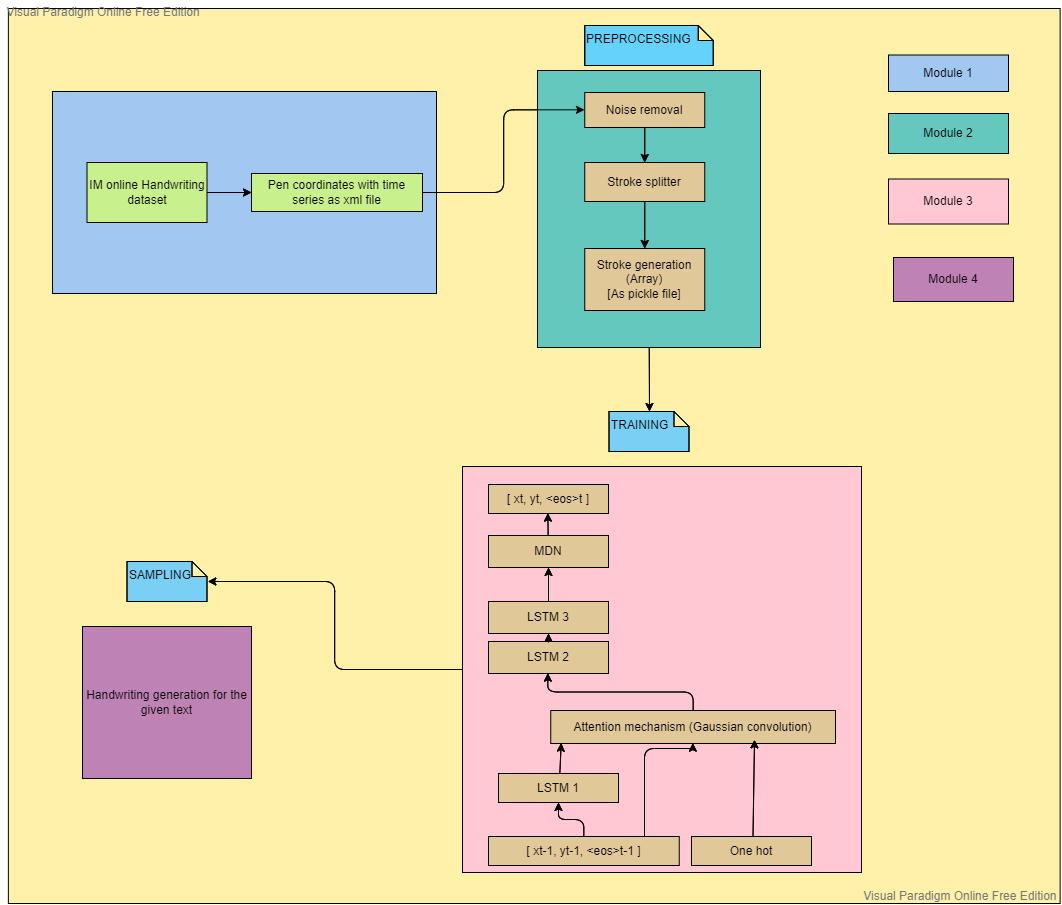 Visual Paradigm Online Free Edition
PREPROCESSING
Module 1
Noise removal
Module 2
IM online Handwriting
dataset
Pen coordinates with time
series as xml file
Stroke splitter
Module 3
Stroke generation
(Array)
[As pickle file]
Module 4
TRAINING
[ xt, yt, <eos>t ]
MDN
SAMPLING
LSTM 3
LSTM 2
Handwriting generation for the
given text
Attention mechanism (Gaussian convolution)
LSTM 1
[ xt-1, yt-1, <eos>t-1 ]
One hot
Visual Paradigm Online Free Edition